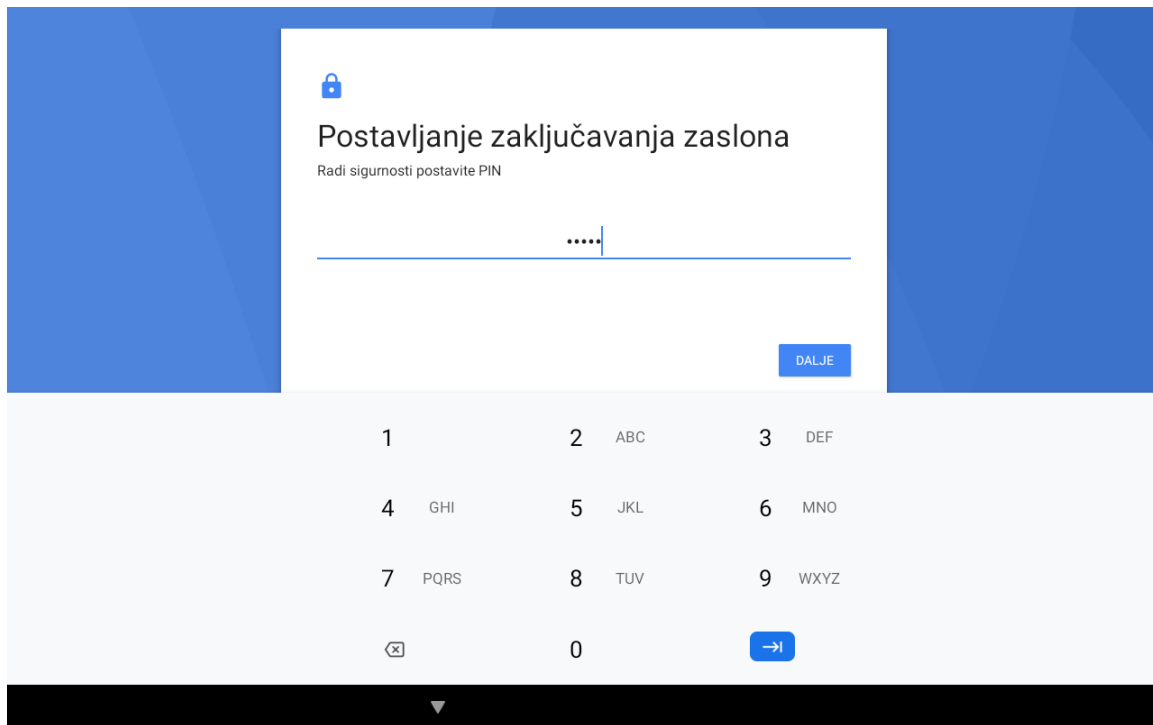 Postavljanje zaključavanja zaslona
Radi sigurnosti postavite PIN
•••••
DALJE
1 2 ABC 3 DEF
4 GHI 5 JKL 6 MNO
7 PQRS 8 TUV 9 WXYZ
0